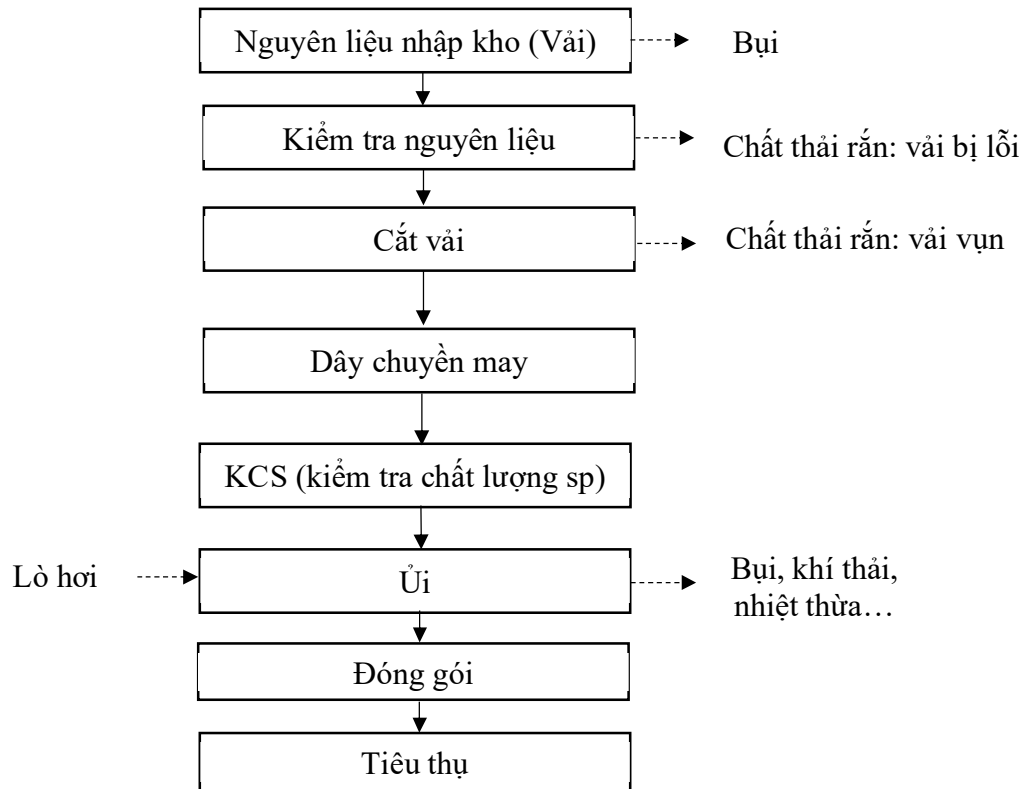 Nguyên liệu nhập kho (Vải)
Bụi
Kiểm tra nguyên liệu
Chất thải rắn: vải bị lỗi
Cắt vải
Chất thải rắn: vải vụn
Dây chuyền may
KCS (kiểm tra chất lượng sp)
Lò hơi
Ủi
Bụi, khí thải,
nhiệt thừa…
Đóng gói
Tiêu thụ